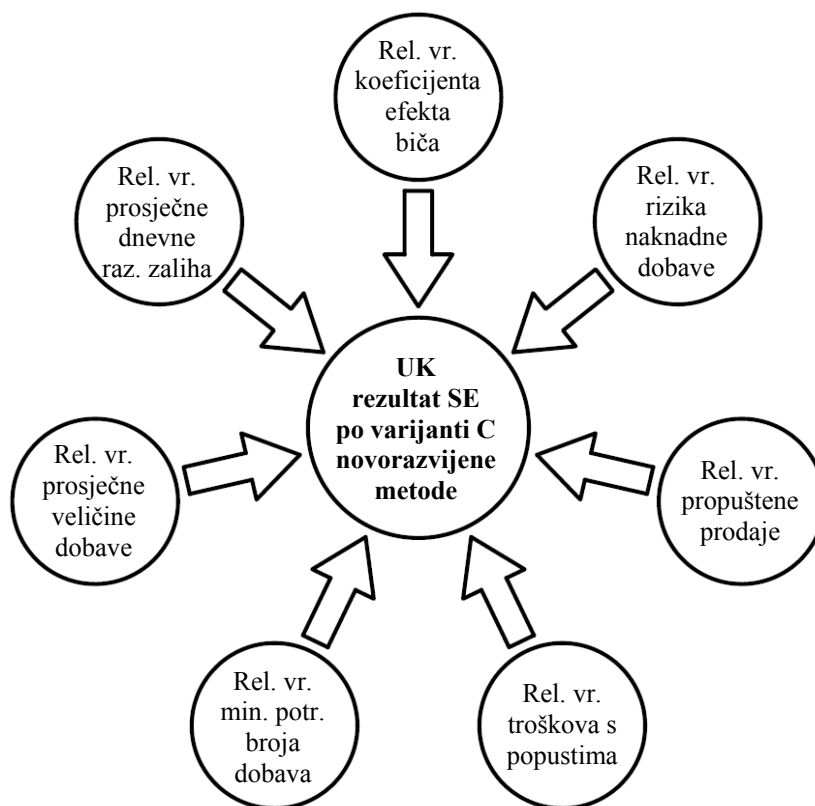 Rel. vr.
koeficijenta
efekta
biča
Rel. vr.
prosječne
dnevne
raz. zaliha
Rel. vr.
rizika
naknadne
dobave
UK
rezultat SE
po varijanti C
novorazvijene
metode
Rel. vr.
prosječne
veličine
dobave
Rel. vr.
propuštene
prodaje
Rel. vr.
min. potr.
broja
dobava
Rel. vr.
troškova s
popustima